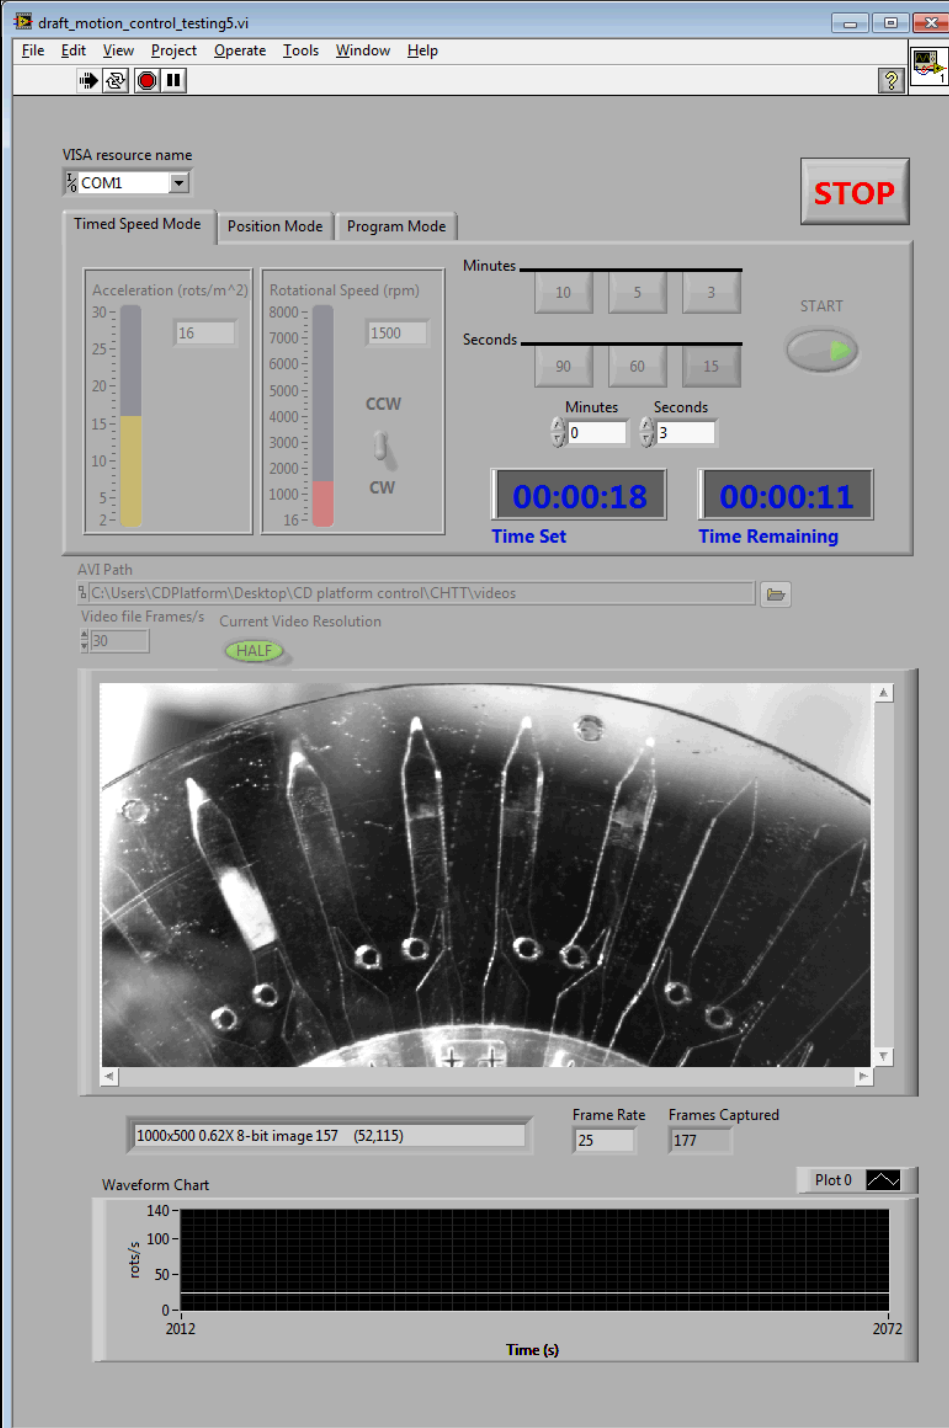 draft_motion_control_testing5.vi
File Edit View Project Operate Tools Window Help
1
VISA resource name
I/O COM1
STOP
Timed Speed Mode Position Mode Program Mode
Acceleration (rots/m^2) Rotational Speed (rpm)
16 1500
30
25
20
15
10
5
2
8000
7000
6000
5000
4000
3000
2000
1000
16
CCW
CW
Minutes
10 5 3
Seconds
90 60 15
START
Minutes Seconds
0 3
00:00:18 00:00:11
Time Set Time Remaining
AVI Path
C:\Users\CDPlatform\Desktop\CD platform control\CHTT\videos
Video file Frames/s Current Video Resolution
30 HALF
Frame Rate Frames Captured
1000x500 0.62X 8-bit image 157 (52,115) 25 177
Waveform Chart Plot 0
140
100
50
0
rots/s
2012 2072
Time (s)